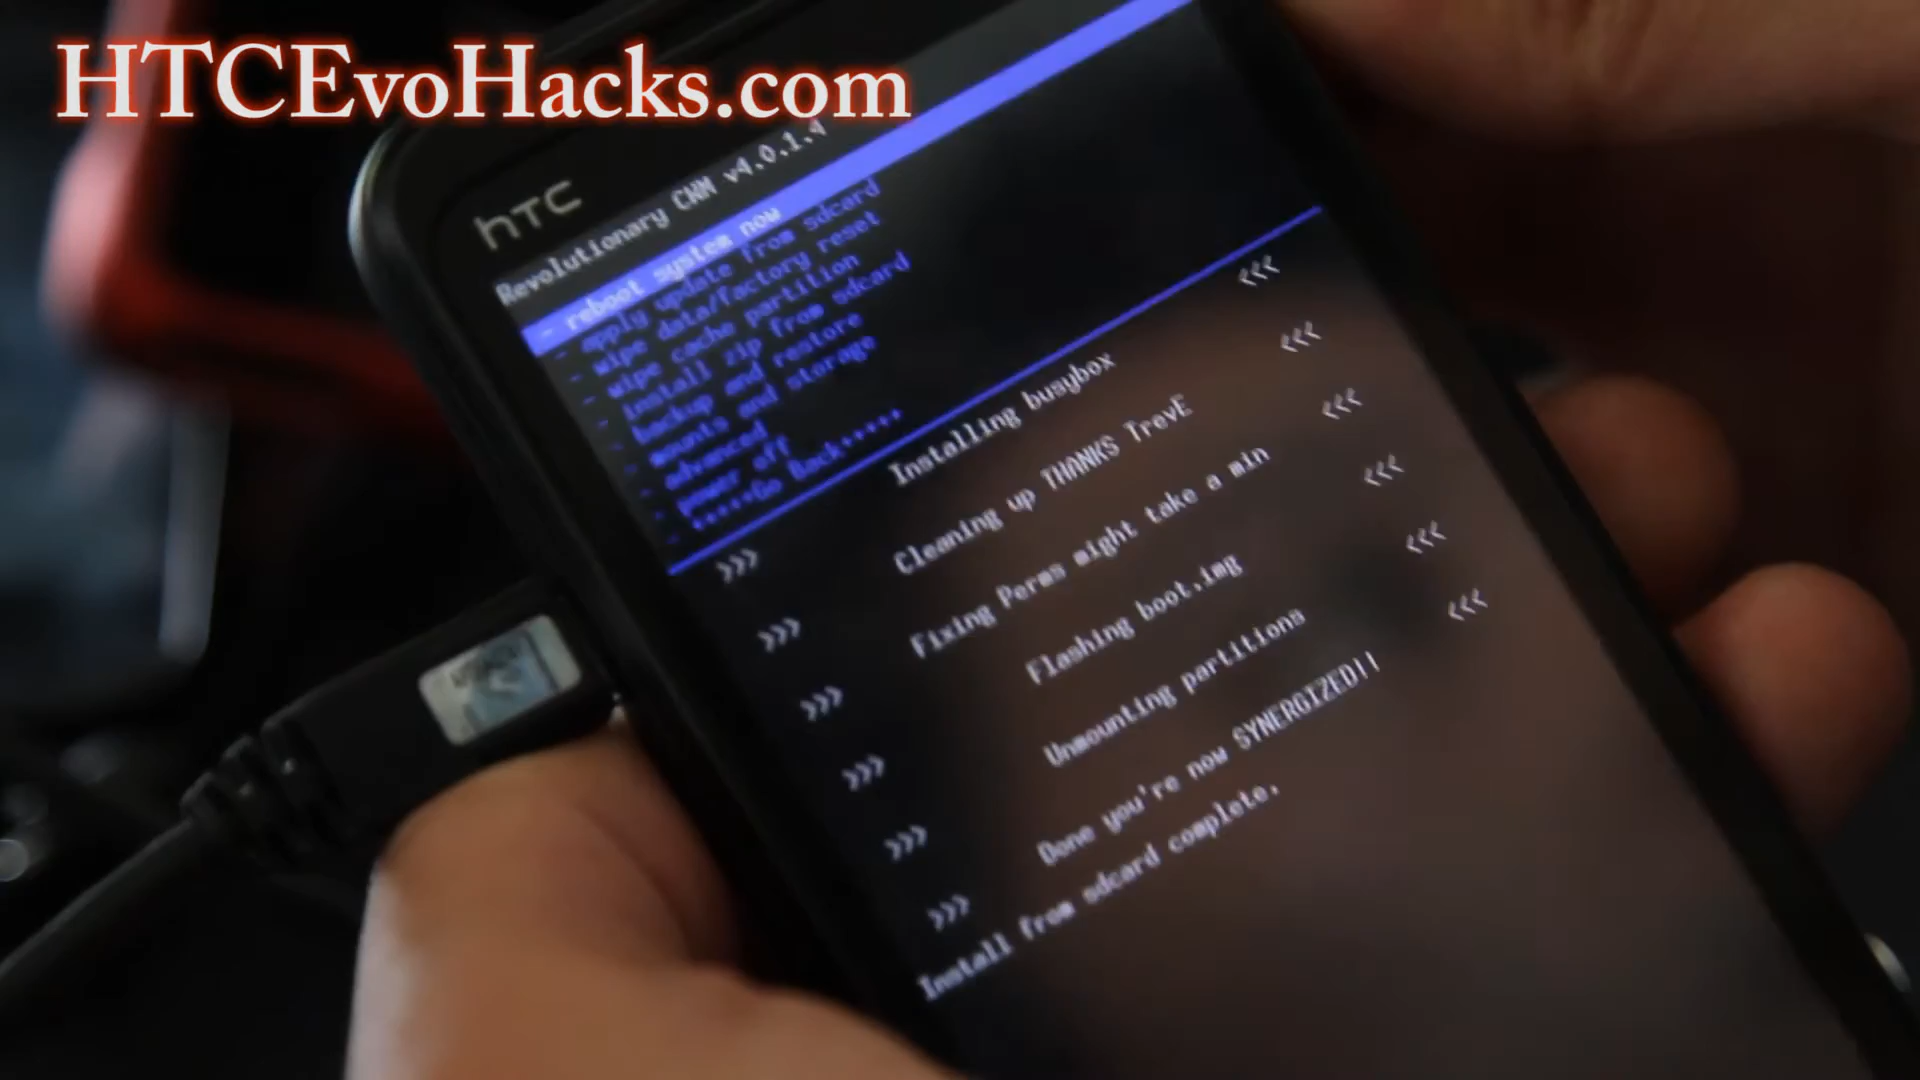 HTCEvoHacks.com
hTC
Revolutionary CWM v4.0.1.4
- reboot system now
- apply update from sdcard
- wipe data/factory reset
- wipe cache partition
- install zip from sdcard
- backup and restore
- mounts and storage
- advanced
- power off
- +++++Go Back+++++
>>> Installing busybox <<<
>>> Cleaning up THANKS TrevE <<<
>>> Fixing Perms might take a min <<<
>>> Flashing boot.img <<<
>>> Unmounting partitions <<<
>>> Done you're now SYNERGIZED!! <<<
Install from sdcard complete.